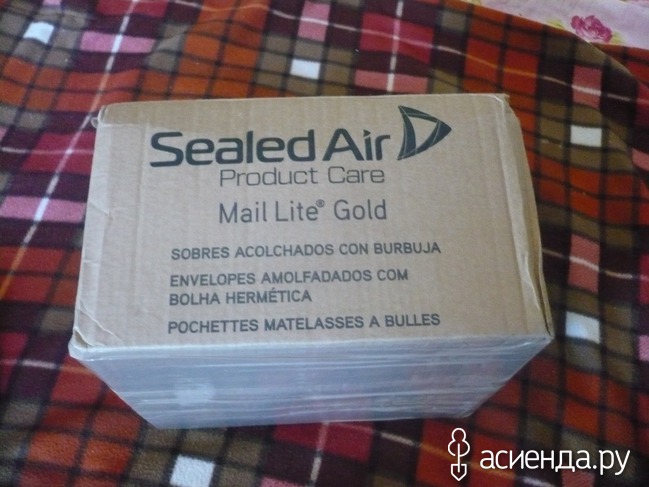 Sealed Air
Product Care
Mail Lite® Gold
SOBRES ACOLCHADOS CON BURBUJA
ENVELOPES AMOLFADADOS COM
BOLHA HERMÉTICA
POCHETTES MATELASSES A BULLES
асиенда.ру